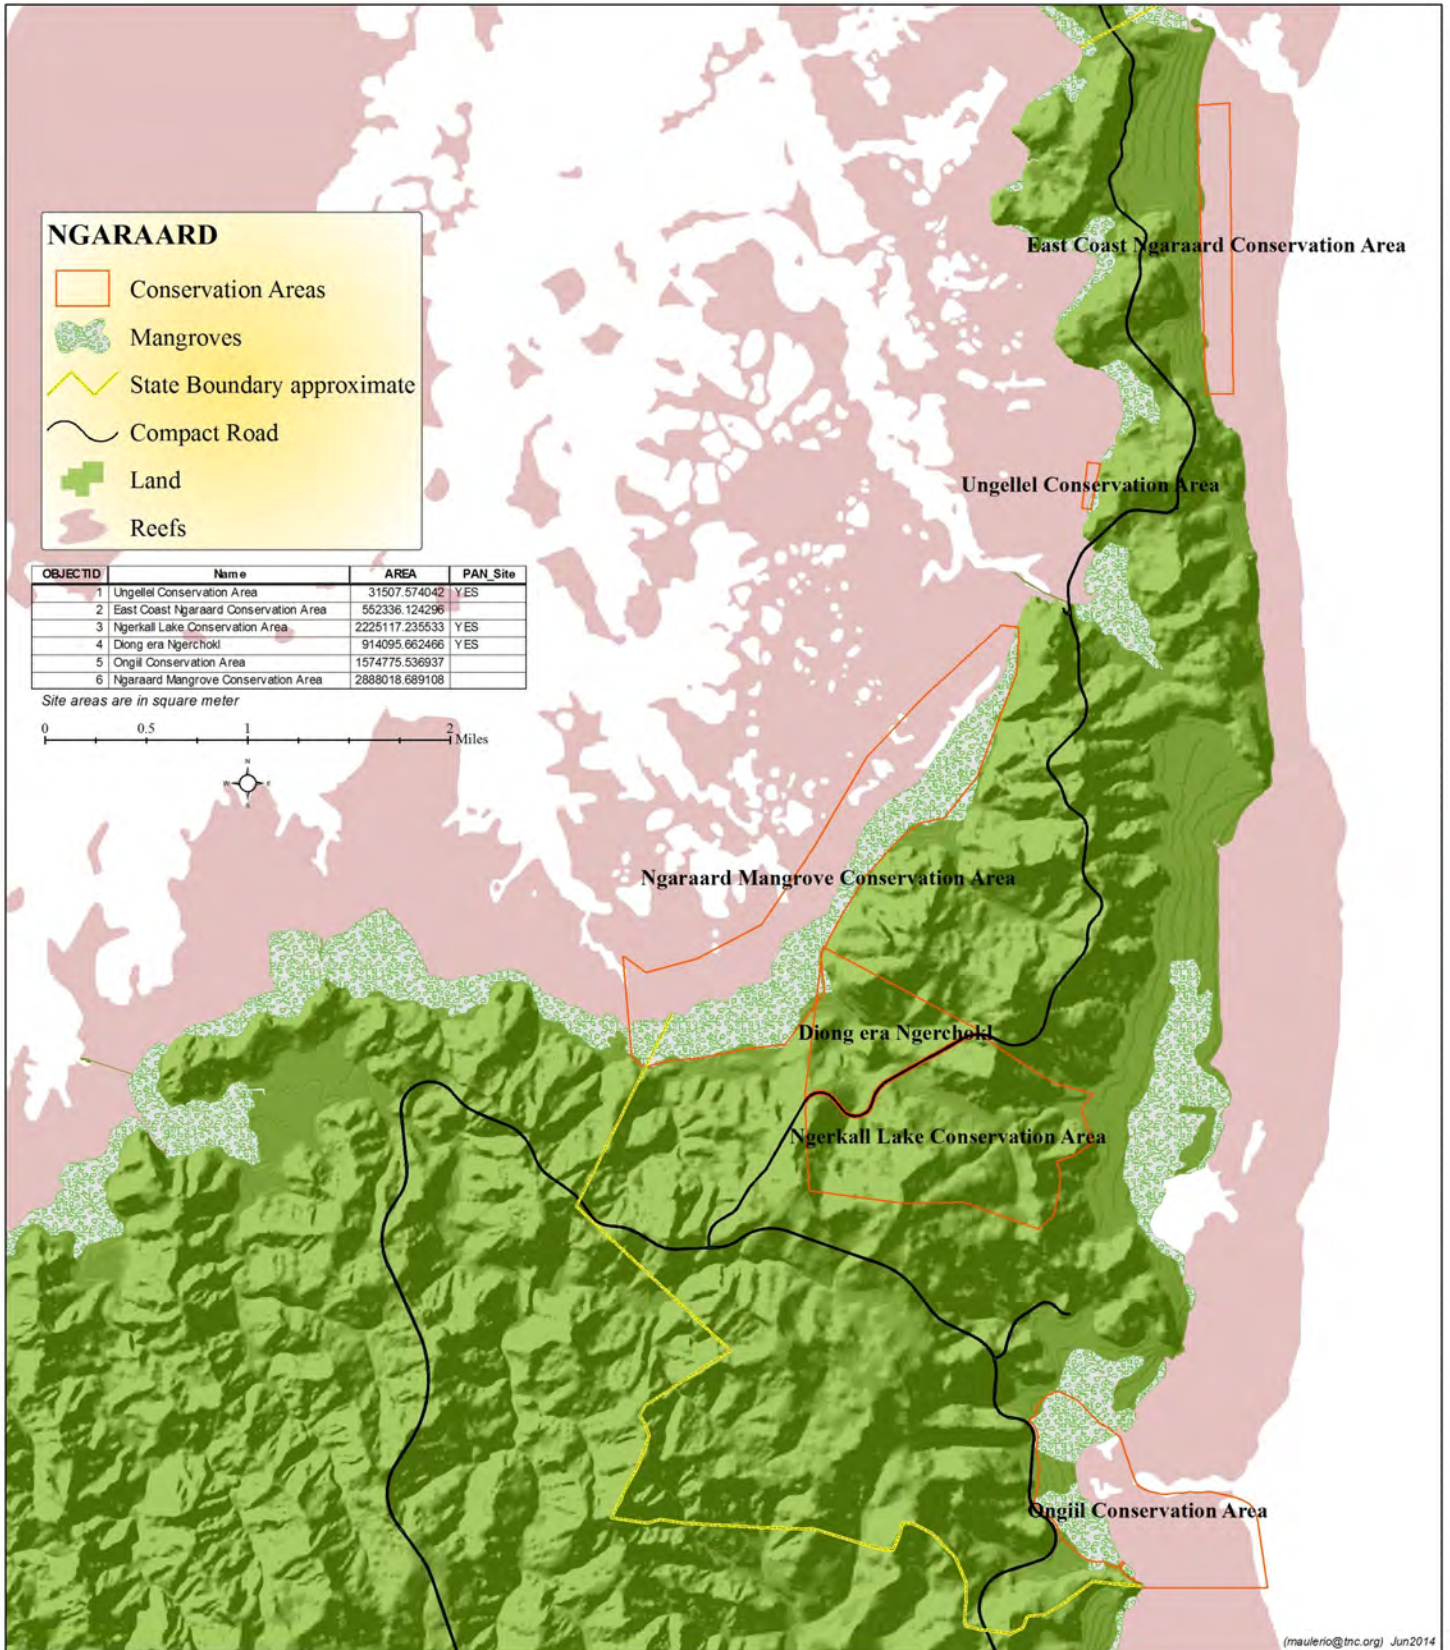 NGARAARD
Conservation Areas
Mangroves
State Boundary approximate
Compact Road
Land
Reefs
OBJECTID Name AREA PAN_Site
1 Ungellel Conservation Area 31507.574042 YES
2 East Coast Ngaraard Conservation Area 552336.124296
3 Ngerkall Lake Conservation Area 2225117.235533 YES
4 Diong era Ngerchokl 914095.662466 YES
5 Ongiil Conservation Area 1574775.536937
6 Ngaraard Mangrove Conservation Area 2888018.689108
Site areas are in square meter
0 0.5 1 2 Miles
N
W E
S
East Coast Ngaraard Conservation Area
Ungellel Conservation Area
Ngaraard Mangrove Conservation Area
Diong era Ngerchokl
Ngerkall Lake Conservation Area
Ongiil Conservation Area
(maulerio@tnc.org) Jun2014